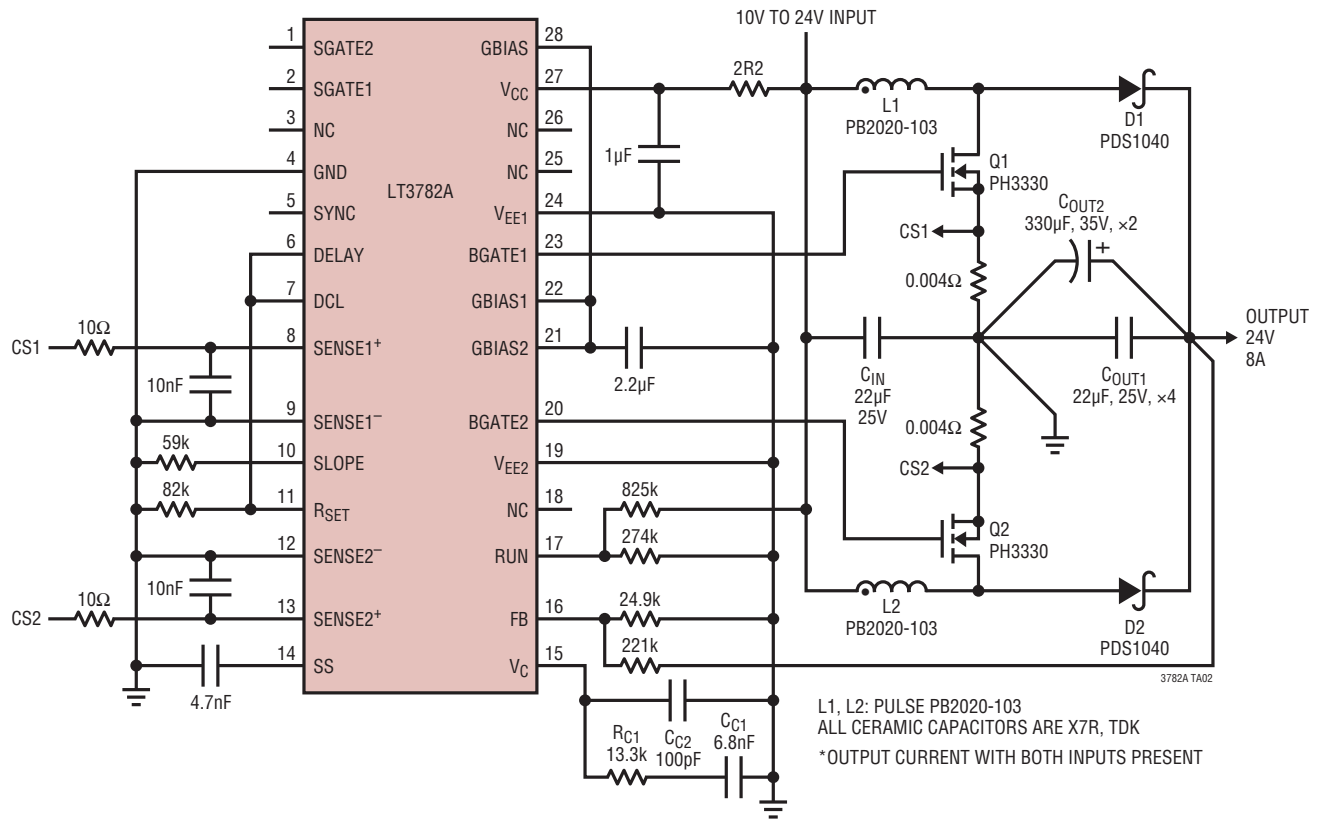 10V TO 24V INPUT
1 SGATE2
2 SGATE1
3 NC
4 GND
5 SYNC
6 DELAY
7 DCL
8 SENSE1+
9 SENSE1–
10 SLOPE
11 RSET
12 SENSE2–
13 SENSE2+
14 SS
LT3782A
GBIAS 28
VCC 27
NC 26
NC 25
VEE1 24
BGATE1 23
GBIAS1 22
GBIAS2 21
BGATE2 20
VEE2 19
NC 18
RUN 17
FB 16
VC 15
CS1
10Ω
10nF
59k
82k
10nF
CS2
10Ω
4.7nF
2R2
1µF
2.2µF
825k
274k
24.9k
221k
RC1
13.3k
CC2
100pF
CC1
6.8nF
L1
PB2020-103
D1
PDS1040
Q1
PH3330
CS1
0.004Ω
COUT2
330µF, 35V, ×2
+
CIN
22µF
25V
COUT1
22µF, 25V, ×4
OUTPUT
24V
8A
0.004Ω
CS2
Q2
PH3330
L2
PB2020-103
D2
PDS1040
3782A TA02
L1, L2: PULSE PB2020-103
ALL CERAMIC CAPACITORS ARE X7R, TDK
*OUTPUT CURRENT WITH BOTH INPUTS PRESENT